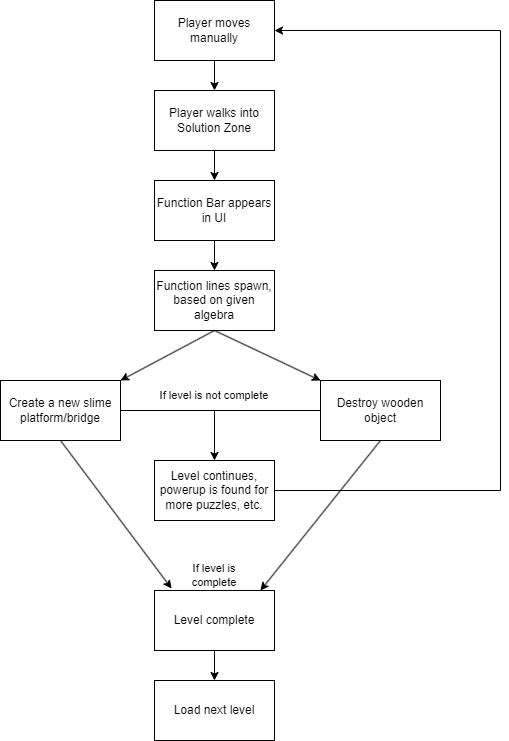 Player moves
manually
Player walks into
Solution Zone
Function Bar appears
in UI
Function lines spawn,
based on given
algebra
Create a new slime
platform/bridge
If level is not complete
Destroy wooden
object
Level continues,
powerup is found for
more puzzles, etc.
If level is
complete
Level complete
Load next level